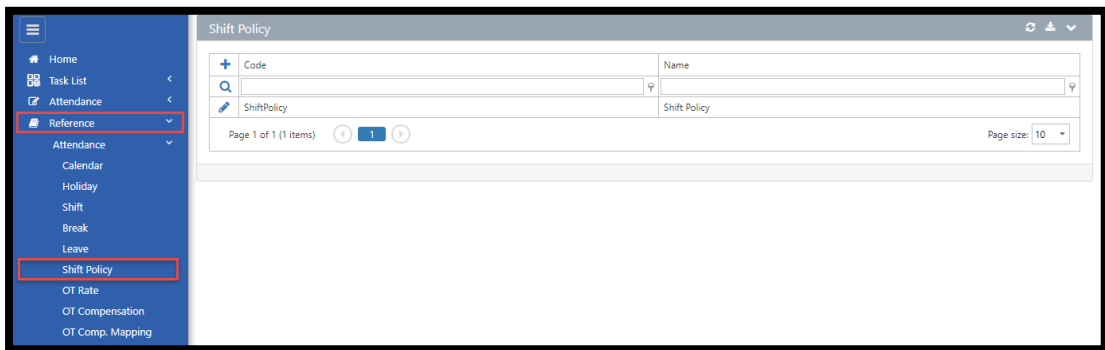 Shift Policy
Home
Task List
Attendance
Reference
Attendance
Calendar
Holiday
Shift
Break
Leave
Shift Policy
OT Rate
OT Compensation
OT Comp. Mapping
Code Name
ShiftPolicy Shift Policy
Page 1 of 1 (1 items) 1 Page size: 10